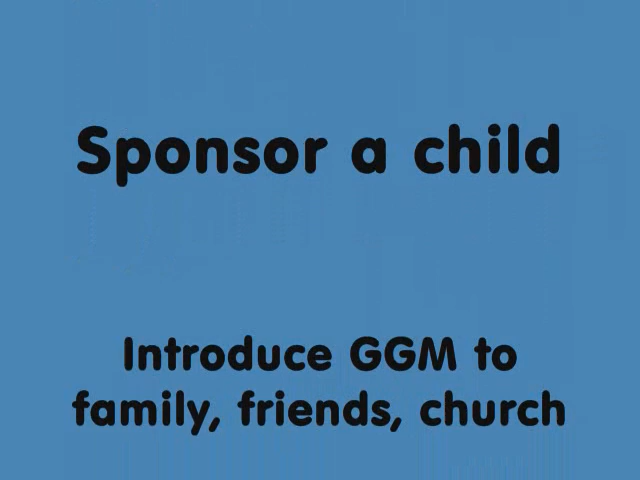 Sponsor a child
Introduce GGM to
family, friends, church